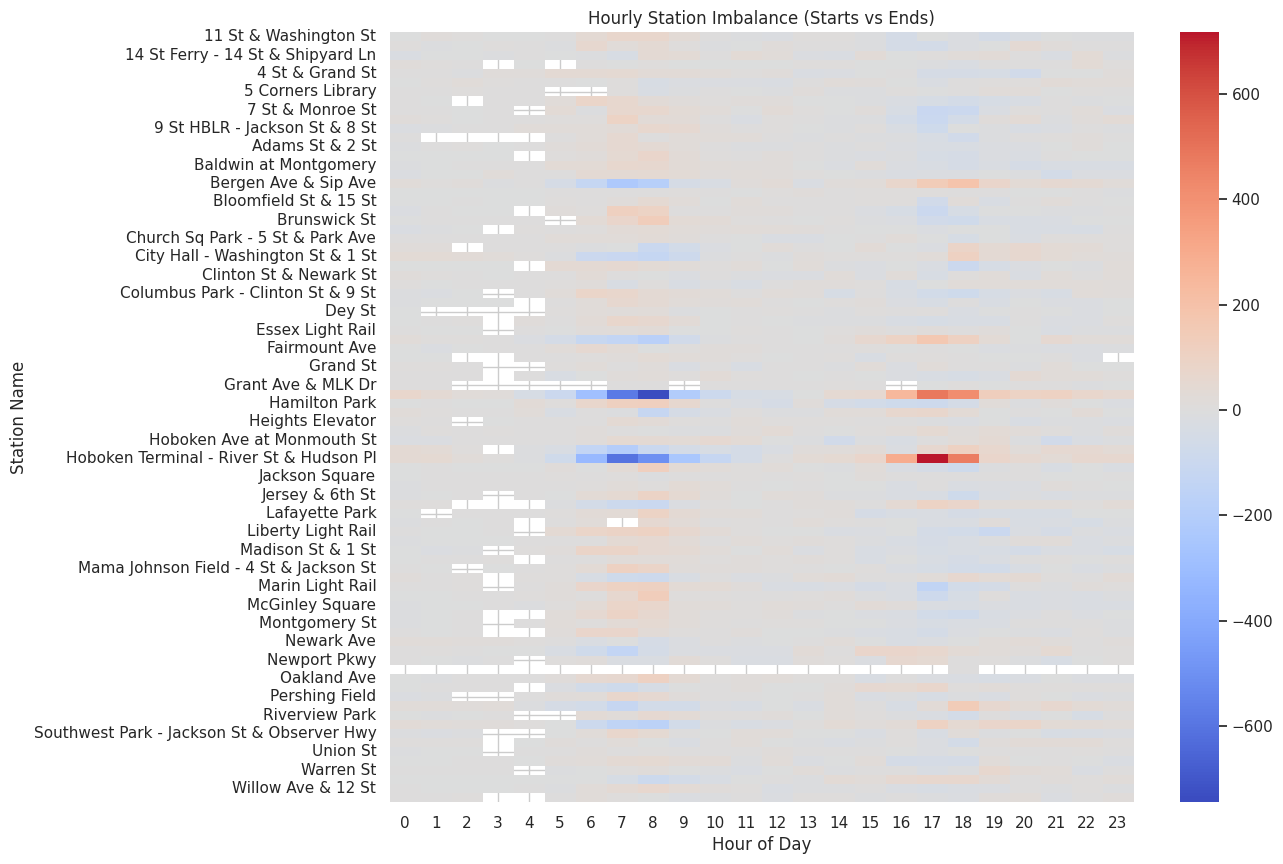 Hourly Station Imbalance (Starts vs Ends)
Station Name
11 St & Washington St
14 St Ferry - 14 St & Shipyard Ln
4 St & Grand St
5 Corners Library
7 St & Monroe St
9 St HBLR - Jackson St & 8 St
Adams St & 2 St
Baldwin at Montgomery
Bergen Ave & Sip Ave
Bloomfield St & 15 St
Brunswick St
Church Sq Park - 5 St & Park Ave
City Hall - Washington St & 1 St
Clinton St & Newark St
Columbus Park - Clinton St & 9 St
Dey St
Essex Light Rail
Fairmount Ave
Grand St
Grant Ave & MLK Dr
Hamilton Park
Heights Elevator
Hoboken Ave at Monmouth St
Hoboken Terminal - River St & Hudson Pl
Jackson Square
Jersey & 6th St
Lafayette Park
Liberty Light Rail
Madison St & 1 St
Mama Johnson Field - 4 St & Jackson St
Marin Light Rail
McGinley Square
Montgomery St
Newark Ave
Newport Pkwy
Oakland Ave
Pershing Field
Riverview Park
Southwest Park - Jackson St & Observer Hwy
Union St
Warren St
Willow Ave & 12 St
0 1 2 3 4 5 6 7 8 9 10 11 12 13 14 15 16 17 18 19 20 21 22 23
Hour of Day
600
400
200
0
−200
−400
−600